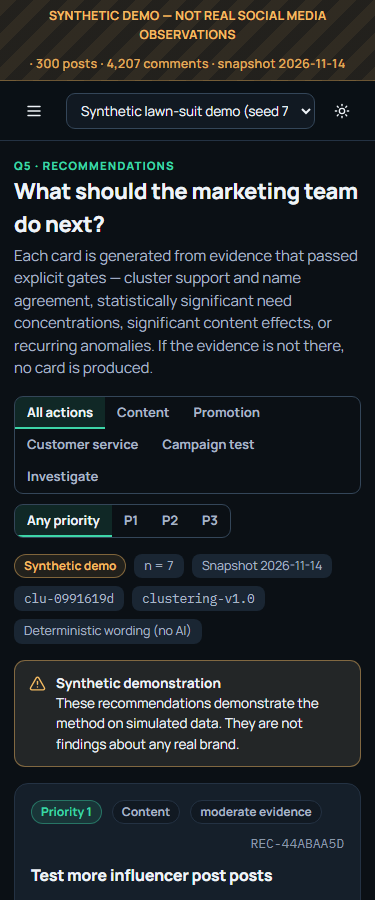 SYNTHETIC DEMO — NOT REAL SOCIAL MEDIA
OBSERVATIONS
· 300 posts · 4,207 comments · snapshot 2026-11-14
Synthetic lawn-suit demo (seed 7
Q5 · RECOMMENDATIONS
What should the marketing team
do next?
Each card is generated from evidence that passed
explicit gates — cluster support and name
agreement, statistically significant need
concentrations, significant content effects, or
recurring anomalies. If the evidence is not there,
no card is produced.
All actions Content Promotion
Customer service Campaign test
Investigate
Any priority P1 P2 P3
Synthetic demo n = 7 Snapshot 2026-11-14
clu-0991619d clustering-v1.0
Deterministic wording (no AI)
Synthetic demonstration
These recommendations demonstrate the
method on simulated data. They are not
findings about any real brand.
Priority 1 Content moderate evidence
REC-44ABAA5D
Test more influencer post posts